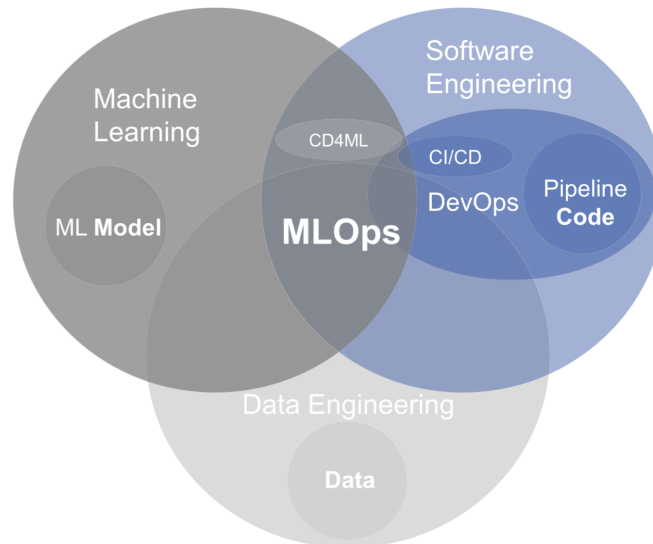 Software
Engineering
Machine
Learning
CD4ML
CI/CD
Pipeline
Code
DevOps
ML Model
MLOps
Data Engineering
Data